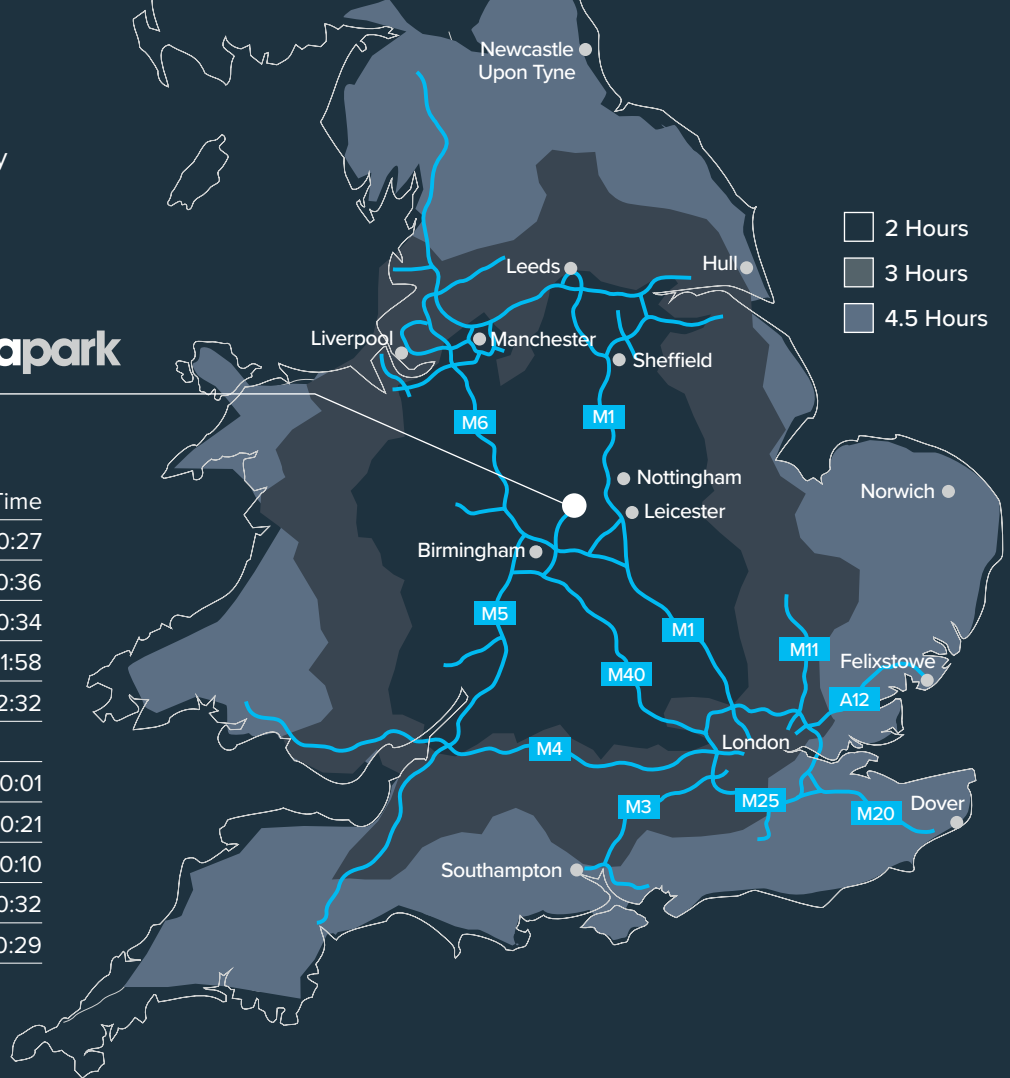 Newcastle
Upon Tyne
y
2 Hours
3 Hours
4.5 Hours
Leeds
Hull
Liverpool
Manchester
Sheffield
apark
M6
M1
Nottingham
Leicester
Norwich
Birmingham
Time
0:27
0:36
0:34
1:58
2:32
0:01
0:21
0:10
0:32
0:29
M5
M1
M40
M11
Felixstowe
A12
London
M4
M3
M25
M20
Dover
Southampton